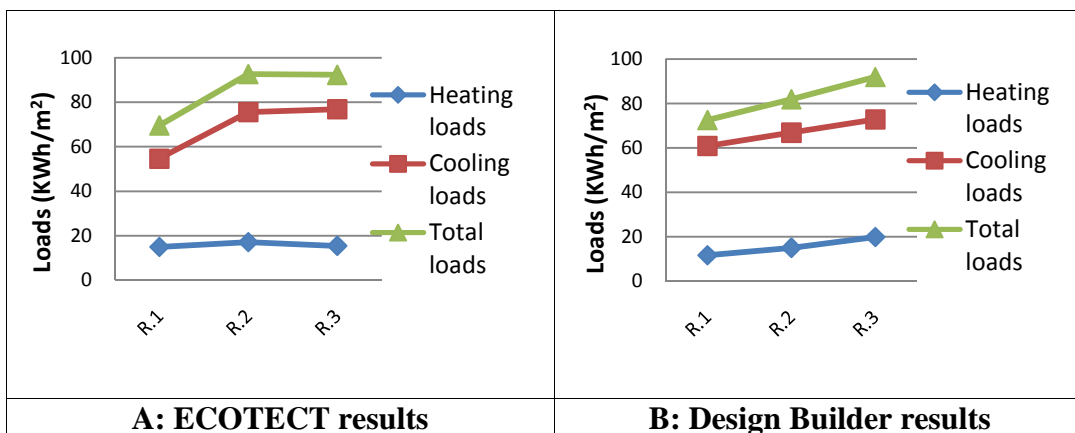 Loads (KWh/m²)
100
80
60
40
20
0
R.1
R.2
R.3
Heating
loads
Cooling
loads
Total
loads
Loads (KWh/m²)
100
80
60
40
20
0
R.1
R.2
R.3
Heating
loads
Cooling
loads
Total
loads
A: ECOTECT results
B: Design Builder results